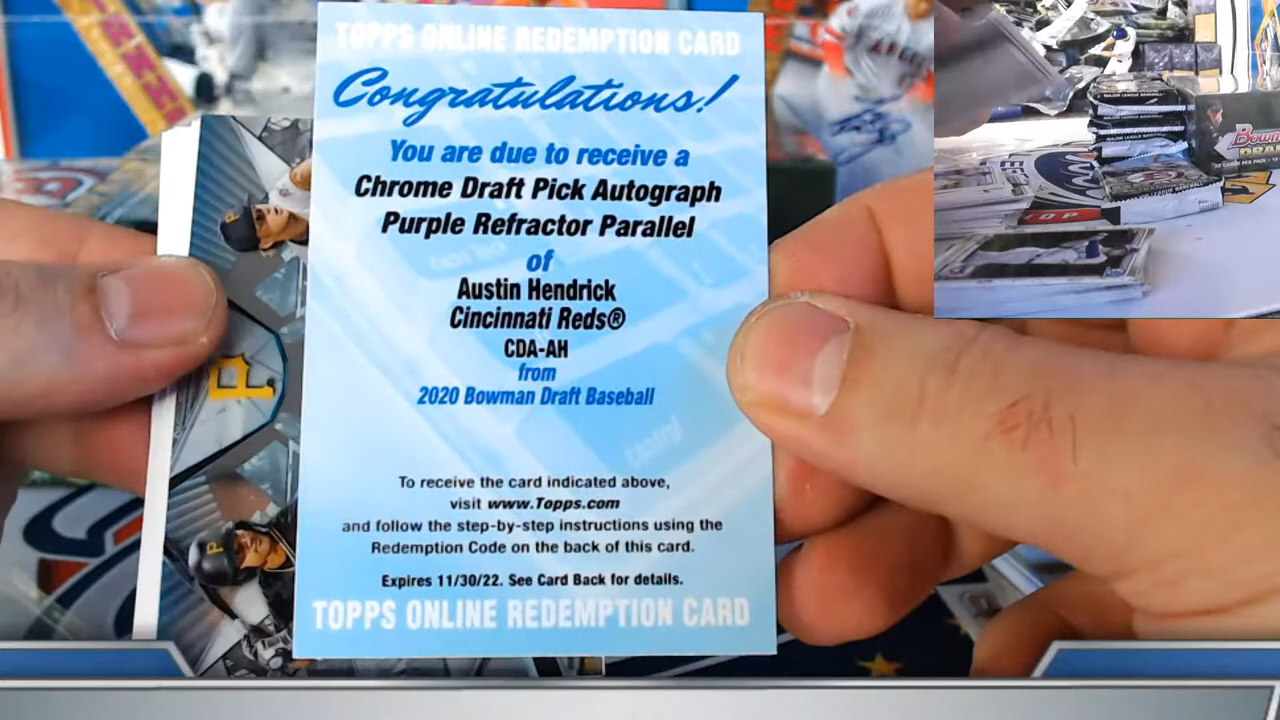 TOPPS ONLINE REDEMPTION CARD
Congratulations!
You are due to receive a
Chrome Draft Pick Autograph
Purple Refractor Parallel
of
Austin Hendrick
Cincinnati Reds®
CDA-AH
from
2020 Bowman Draft Baseball
To receive the card indicated above,
visit www.Topps.com
and follow the step-by-step instructions using the
Redemption Code on the back of this card.
Expires 11/30/22. See Card Back for details.
TOPPS ONLINE REDEMPTION CARD
P
P
P